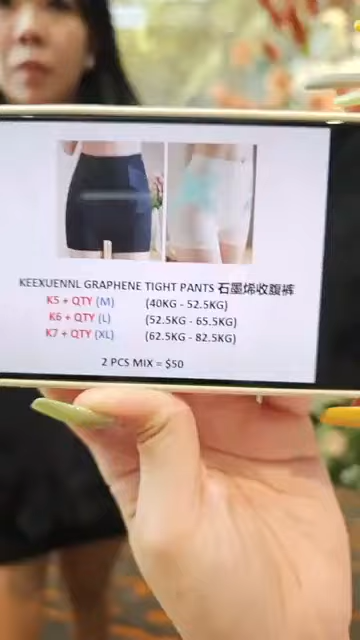 KEEXUENNL GRAPHENE TIGHT PANTS 石墨烯收腹裤
K5 + QTY (M) (40KG - 52.5KG)
K6 + QTY (L) (52.5KG - 65.5KG)
K7 + QTY (XL) (62.5KG - 82.5KG)
2 PCS MIX = $50